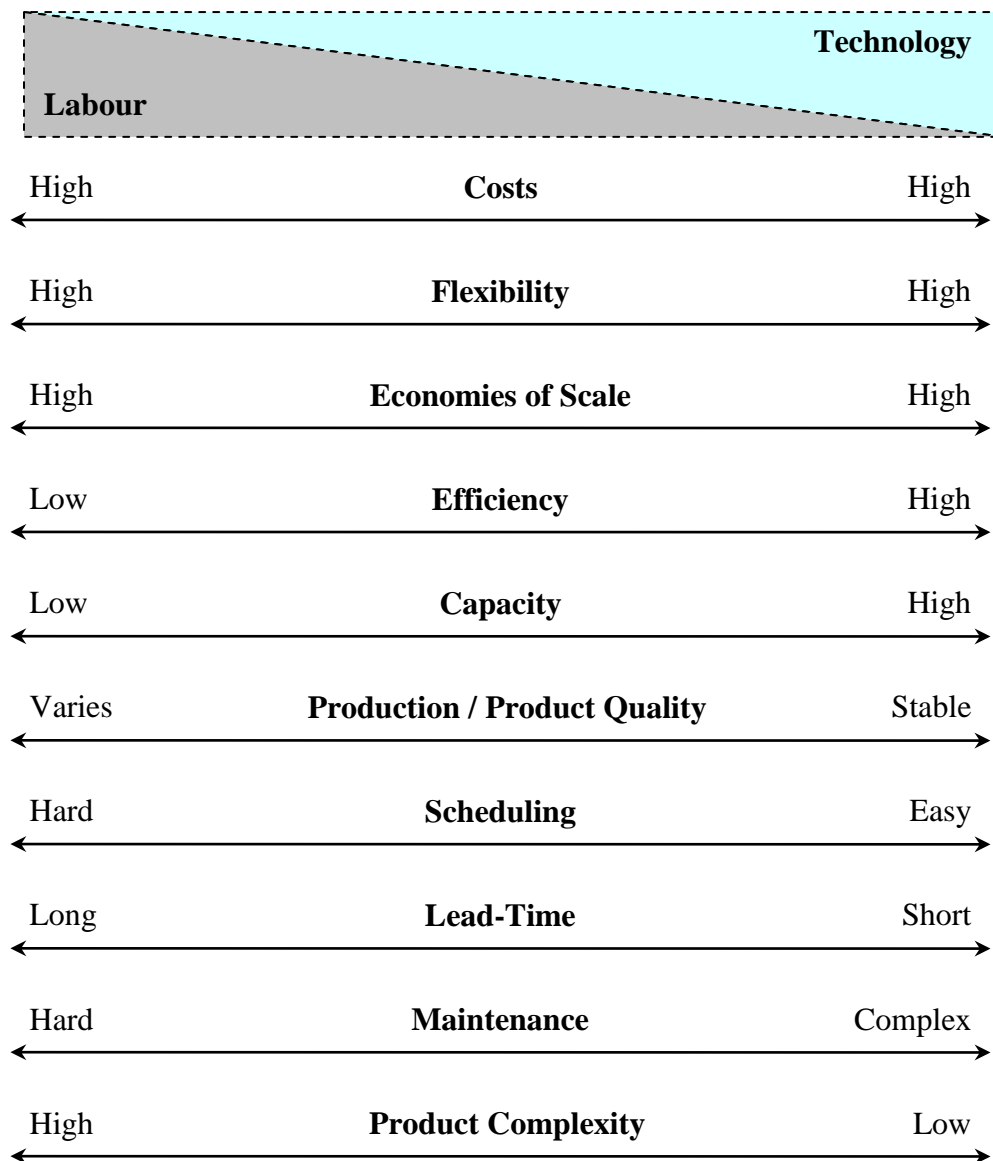 Technology
Labour
High Costs High
High Flexibility High
High Economies of Scale High
Low Efficiency High
Low Capacity High
Varies Production / Product Quality Stable
Hard Scheduling Easy
Long Lead-Time Short
Hard Maintenance Complex
High Product Complexity Low